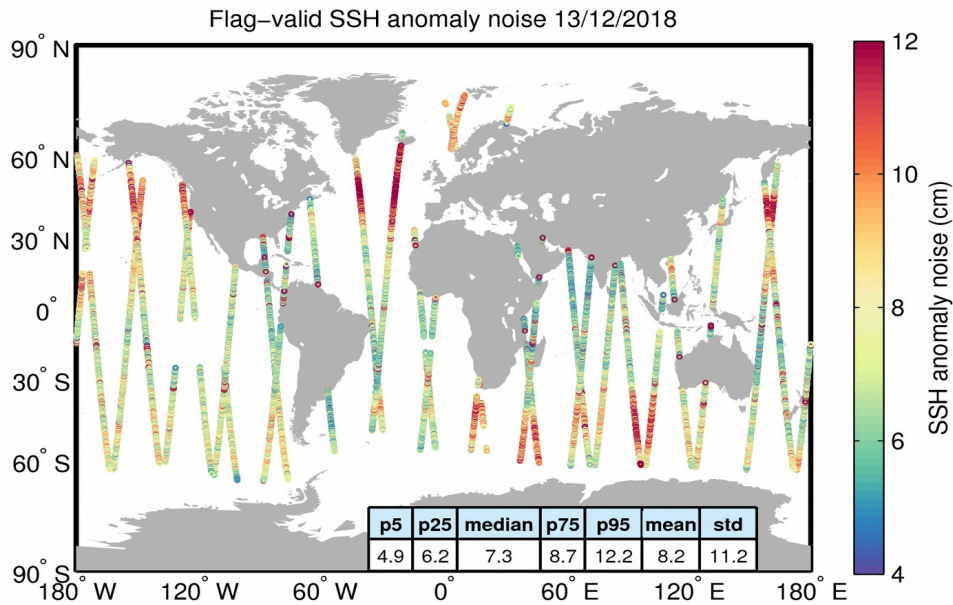 Flag−valid SSH anomaly noise 13/12/2018
90° N
60° N
30° N
0°
30° S
60° S
90° S
180° W
120° W
60° W
0°
60° E
120° E
180° E
p5 p25 median p75 p95 mean std
4.9 6.2 7.3 8.7 12.2 8.2 11.2
12
10
8
6
4
SSH anomaly noise (cm)